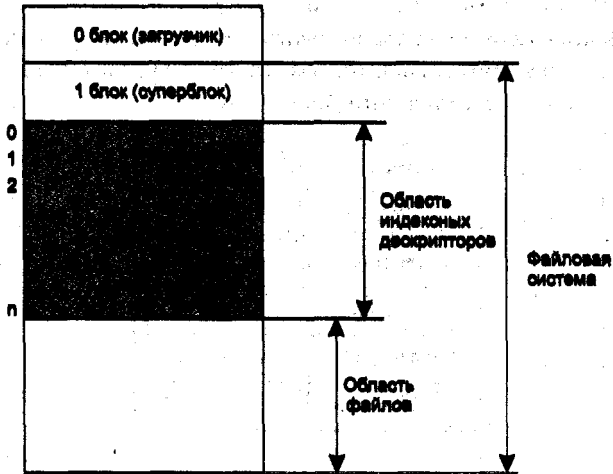 0 блок (загрузчик)
1 блок (суперблок)
0
1
2
n
Область
индексных
дескрипторов
Файловая
система
Область
файлов